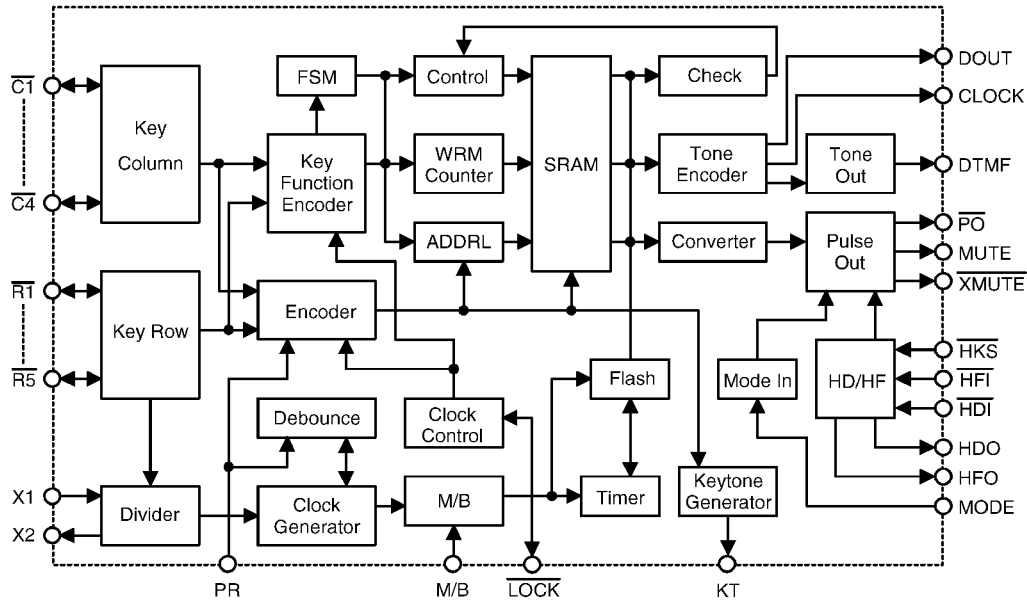 C1
C4
R1
R5
X1
X2
Key
Column
Key Row
Divider
FSM
Key
Function
Encoder
Encoder
Debounce
Clock
Generator
Control
WRM
Counter
ADDRL
Clock
Control
M/B
SRAM
Flash
Timer
Check
Tone
Encoder
Converter
Mode In
Keytone
Generator
Tone
Out
Pulse
Out
HD/HF
DOUT
CLOCK
DTMF
PO
MUTE
XMUTE
HKS
HFI
HDI
HDO
HFO
MODE
PR
M/B
LOCK
KT